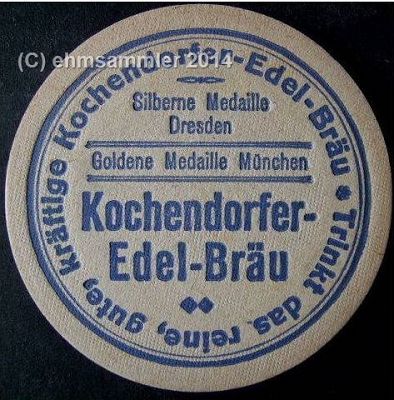 (C) ehmsammler 2014
Trinkt das reine, gute, kräftige Kochendorfer-Edel-Bräu
Silberne Medaille
Dresden
Goldene Medaille München
Kochendorfer-
Edel-Bräu